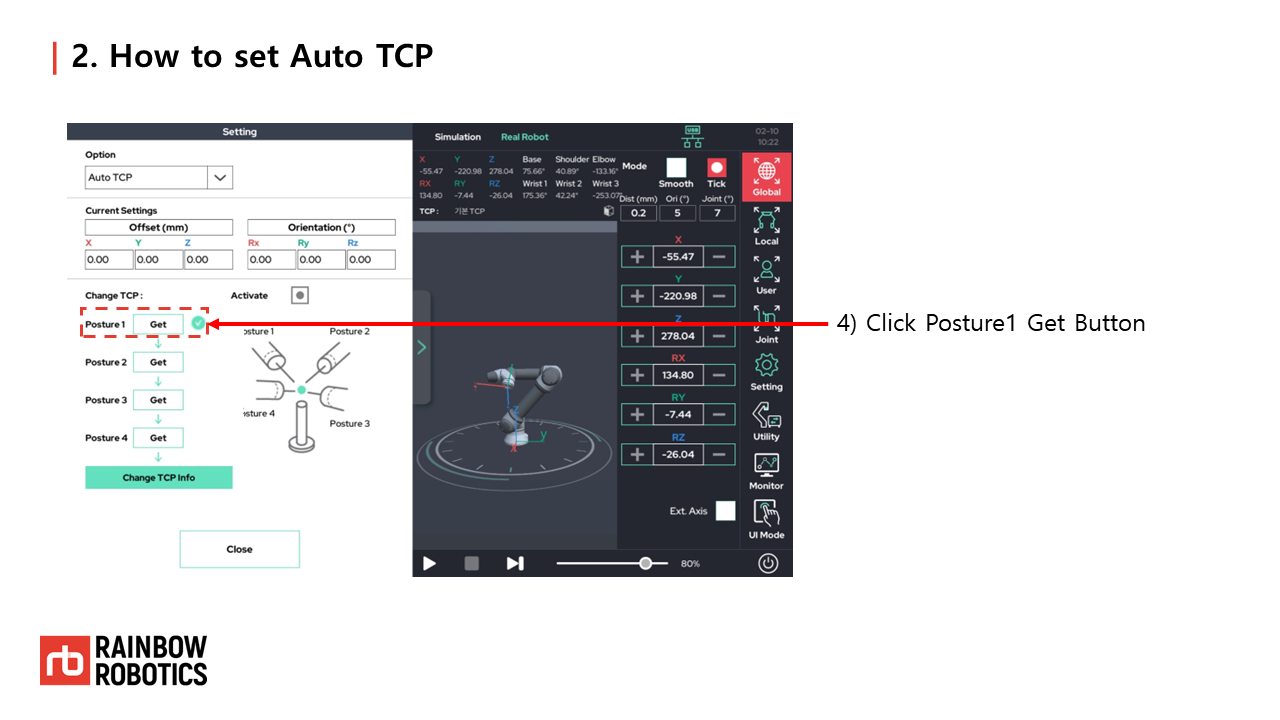 2. How to set Auto TCP
Setting
Option
Auto TCP
Current Settings
Offset (mm)
Orientation (°)
X Y Z
Rx Ry Rz
0.00 0.00 0.00
0.00 0.00 0.00
Change TCP :
Activate
Posture 1 Get
Posture 2 Get
Posture 3 Get
Posture 4 Get
Change TCP Info
osture 1
Posture 2
sture 4
Posture 3
Close
Simulation Real Robot
USB
02-10
10:22
X Y Z Base Shoulder Elbow
-55.47 -220.98 278.04 75.66° 40.89° -133.16°
RX RY RZ Wrist 1 Wrist 2 Wrist 3
134.80 -7.44 -26.04 175.36° 42.24° -253.07°
TCP : 기본 TCP
Mode
Smooth Tick
Dist (mm) Ori (°) Joint (°)
0.2 5 7
X
+ -55.47 −
Y
+ -220.98 −
Z
+ 278.04 −
RX
+ 134.80 −
RY
+ -7.44 −
RZ
+ -26.04 −
Ext. Axis
y
x
80%
Global
Local
User
Joint
Setting
Utility
Monitor
UI Mode
4) Click Posture1 Get Button
RAINBOW
ROBOTICS